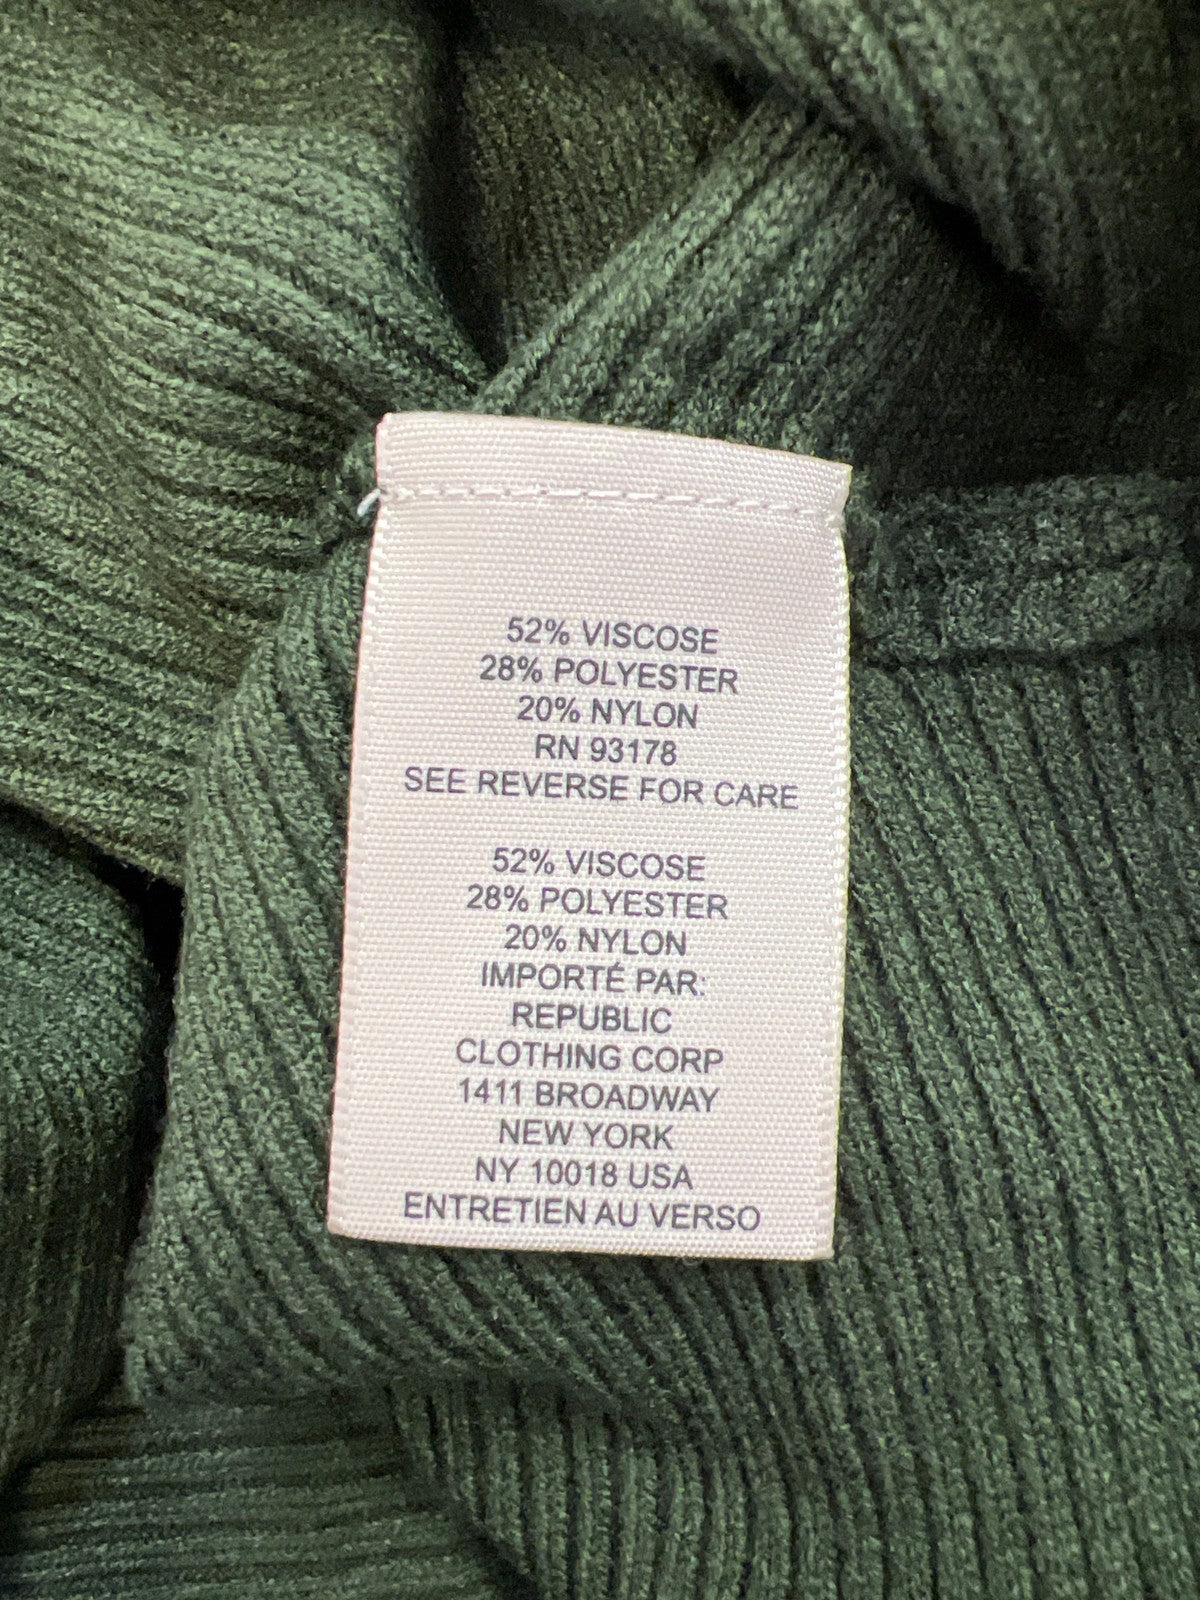 52% VISCOSE
28% POLYESTER
20% NYLON
RN 93178
SEE REVERSE FOR CARE
52% VISCOSE
28% POLYESTER
20% NYLON
IMPORTÉ PAR:
REPUBLIC
CLOTHING CORP
1411 BROADWAY
NEW YORK
NY 10018 USA
ENTRETIEN AU VERSO